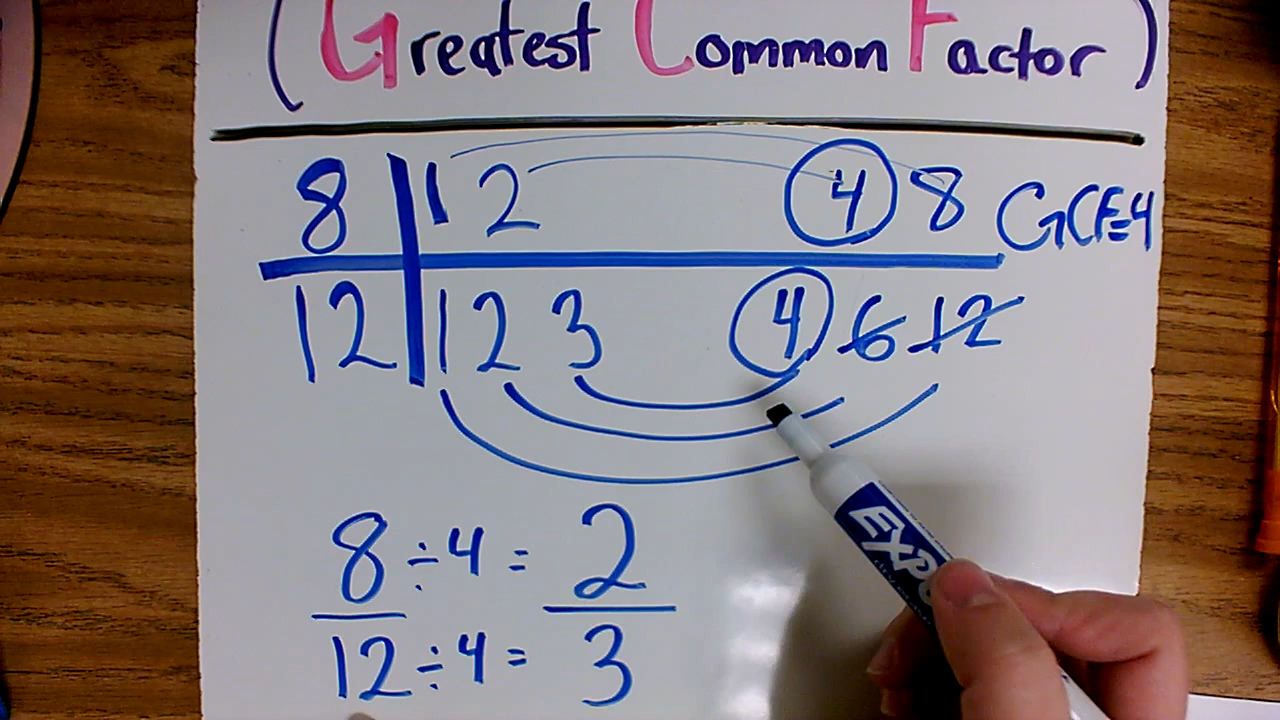 (Greatest Common Factor)
8 1 2 4 8 GCF=4
12 1 2 3 4 6 12
8 ÷ 4 = 2
12 ÷ 4 = 3
EXPO